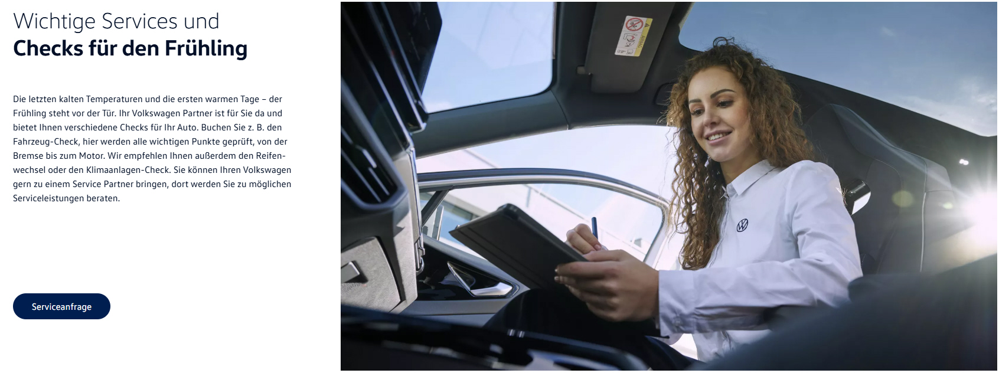 Wichtige Services und
Checks für den Frühling
Die letzten kalten Temperaturen und die ersten warmen Tage – der
Frühling steht vor der Tür. Ihr Volkswagen Partner ist für Sie da und
bietet Ihnen verschiedene Checks für Ihr Auto. Buchen Sie z. B. den
Fahrzeug-Check, hier werden alle wichtigen Punkte geprüft, von der
Bremse bis zum Motor. Wir empfehlen Ihnen außerdem den Reifen-
wechsel oder den Klimaanlagen-Check. Sie können Ihren Volkswagen
gern zu einem Service Partner bringen, dort werden Sie zu möglichen
Serviceleistungen beraten.
Serviceanfrage
AIRBAG